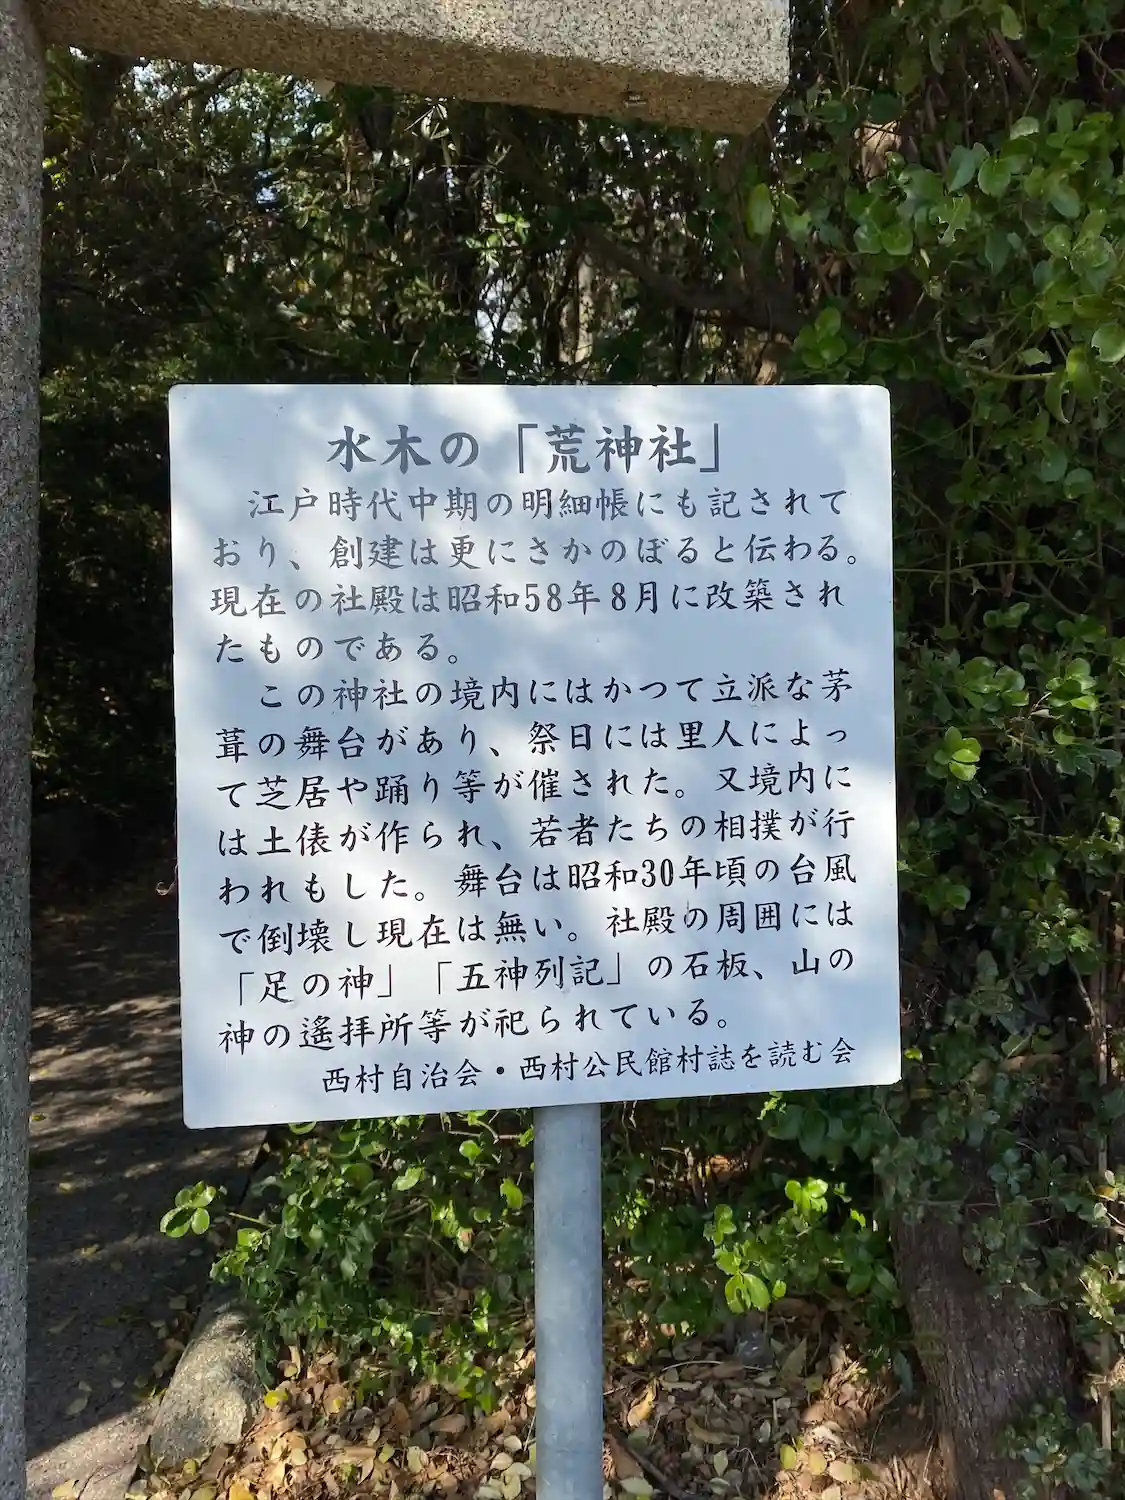 水木の「荒神社」
江戸時代中期の明細帳にも記されて
おり、創建は更にさかのぼると伝わる。
現在の社殿は昭和58年8月に改築され
たものである。
この神社の境内にはかつて立派な茅
葺の舞台があり、祭日には里人によっ
て芝居や踊り等が催された。又境内に
は土俵が作られ、若者たちの相撲が行
われもした。舞台は昭和30年頃の台風
で倒壊し現在は無い。社殿の周囲には
「足の神」「五神列記」の石板、山の
神の遙拝所等が祀られている。
西村自治会・西村公民館村誌を読む会